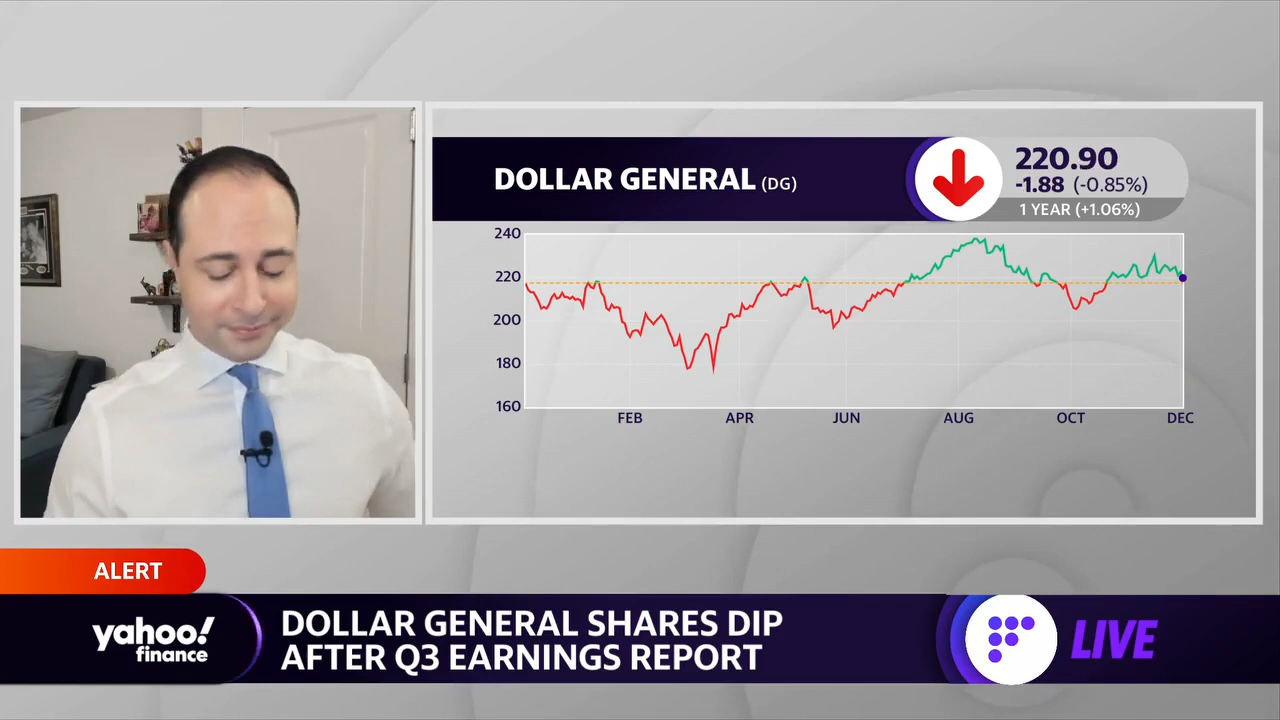 DOLLAR GENERAL (DG)
220.90
-1.88 (-0.85%)
1 YEAR (+1.06%)
240
220
200
180
160
FEB APR JUN AUG OCT DEC
ALERT
yahoo!
finance
DOLLAR GENERAL SHARES DIP
AFTER Q3 EARNINGS REPORT
LIVE